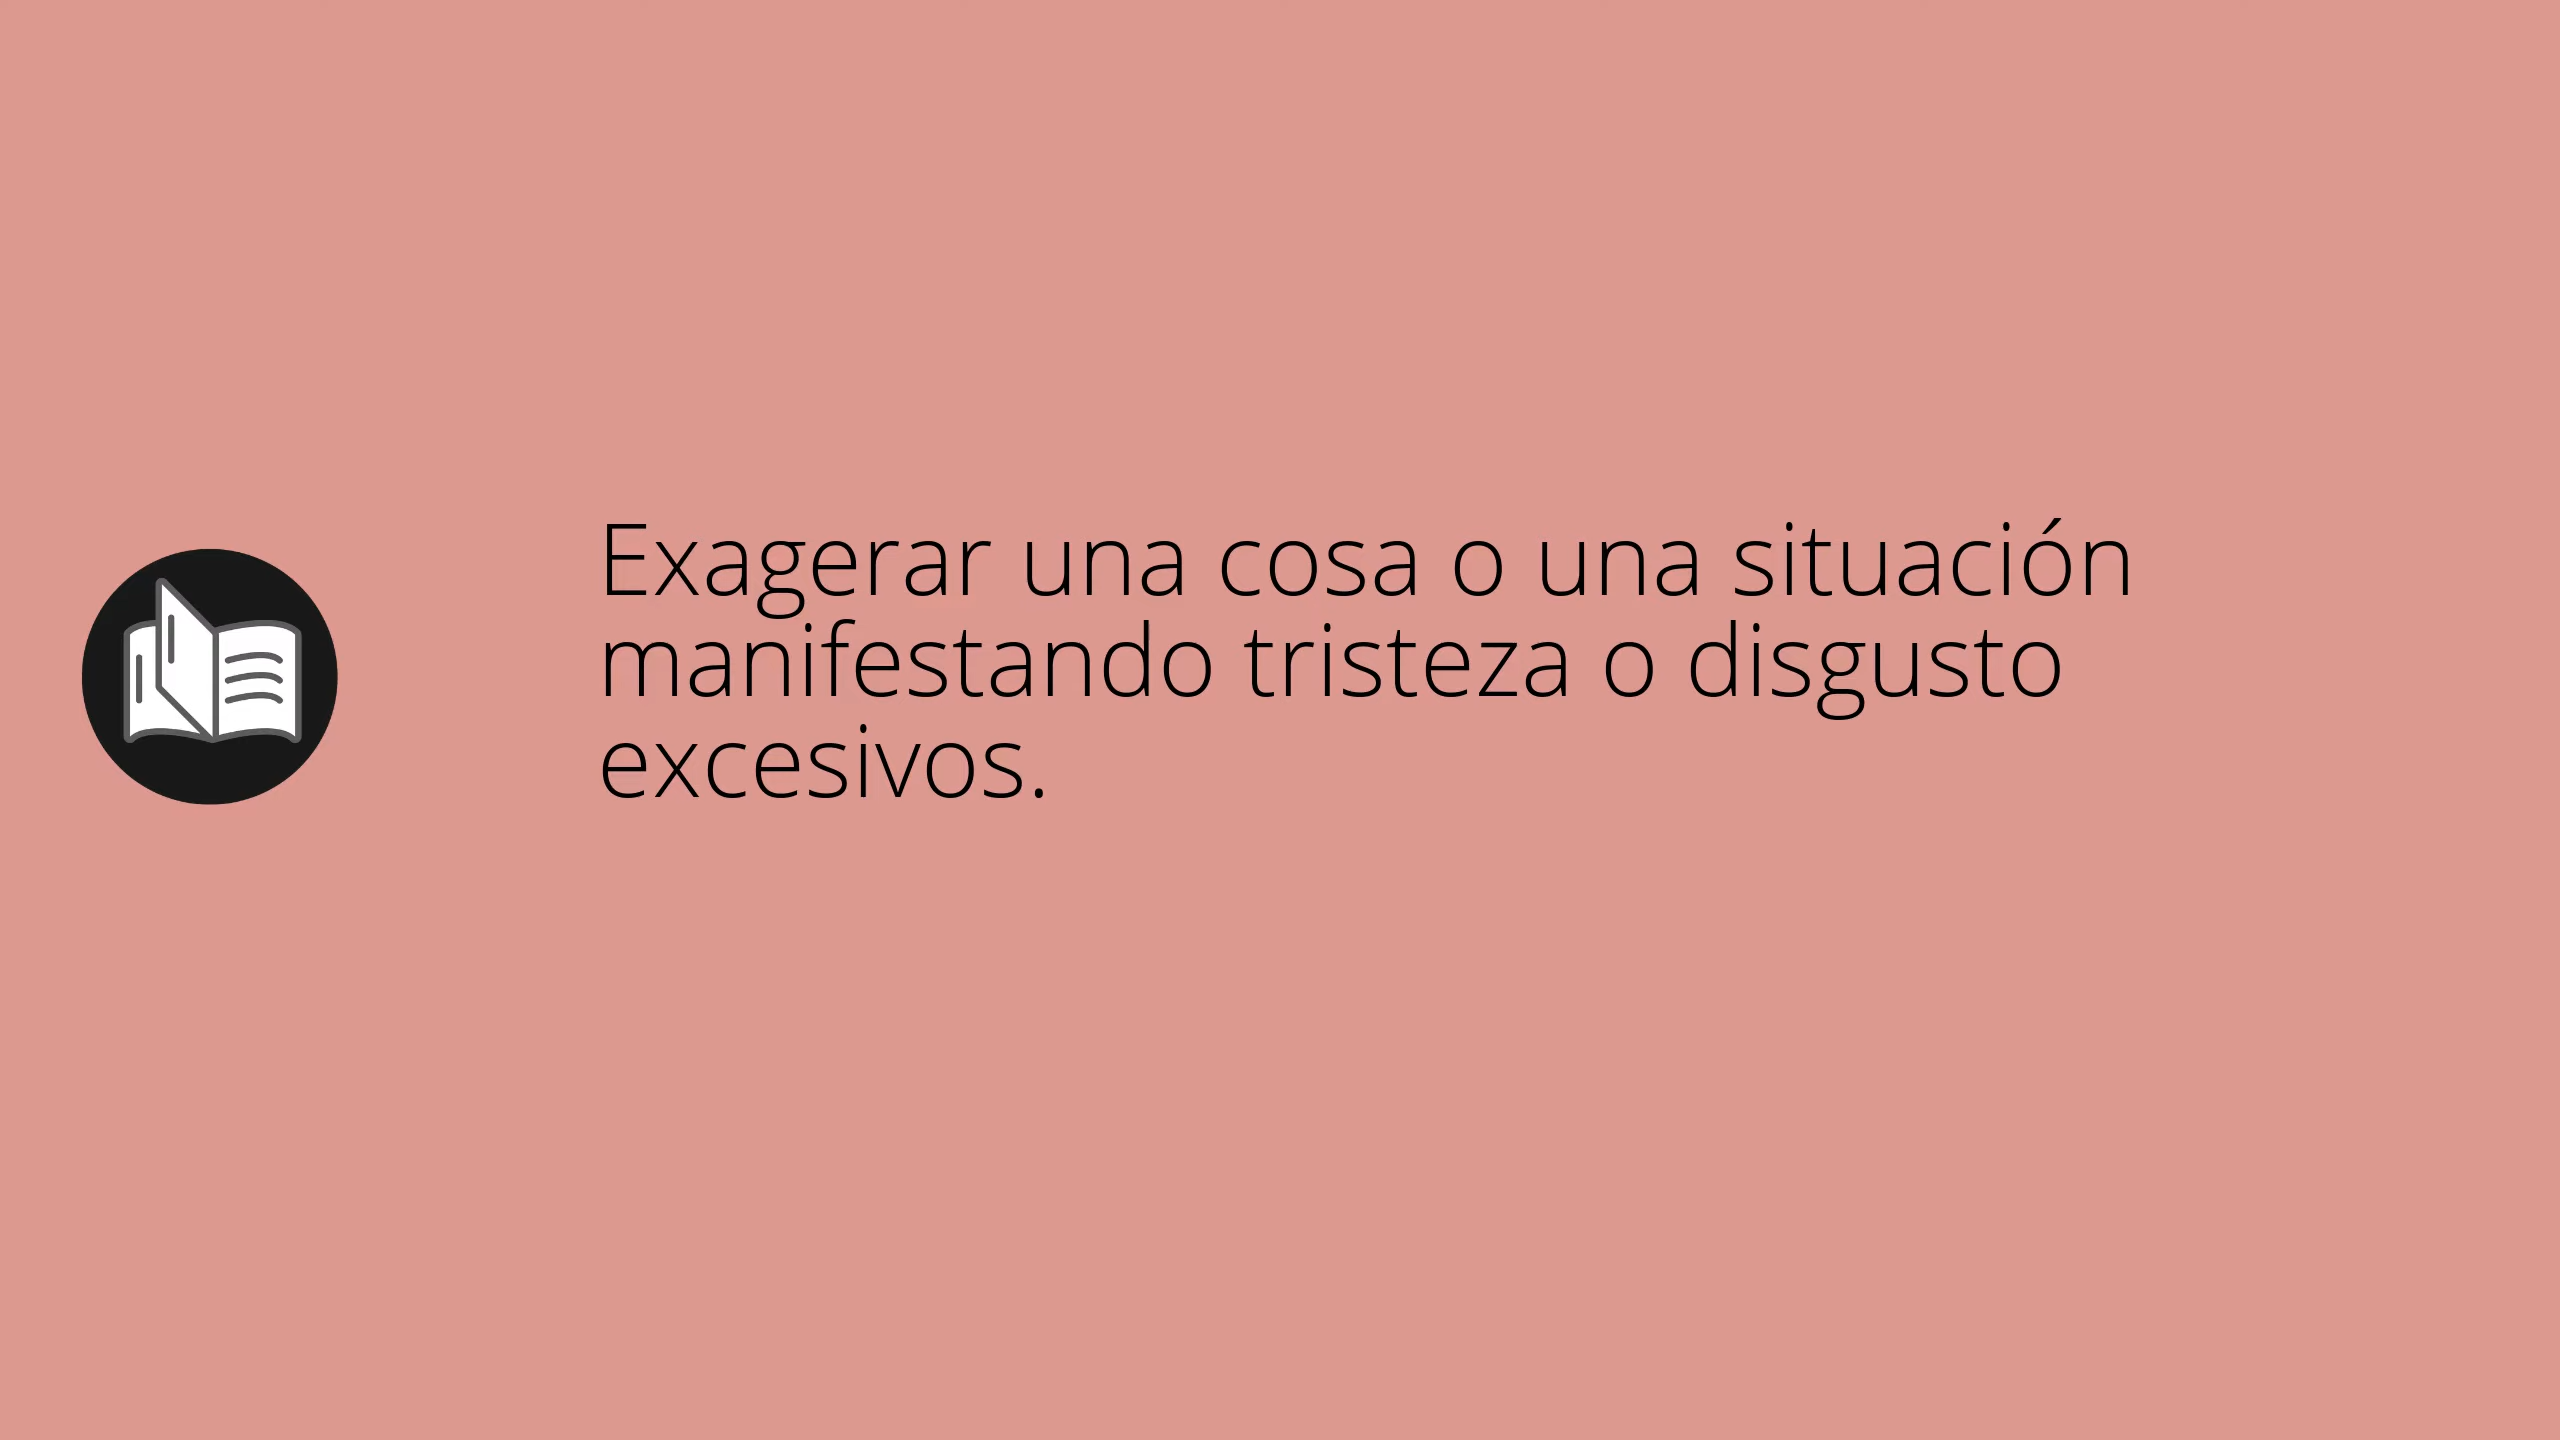 Exagerar una cosa o una situación
manifestando tristeza o disgusto
excesivos.